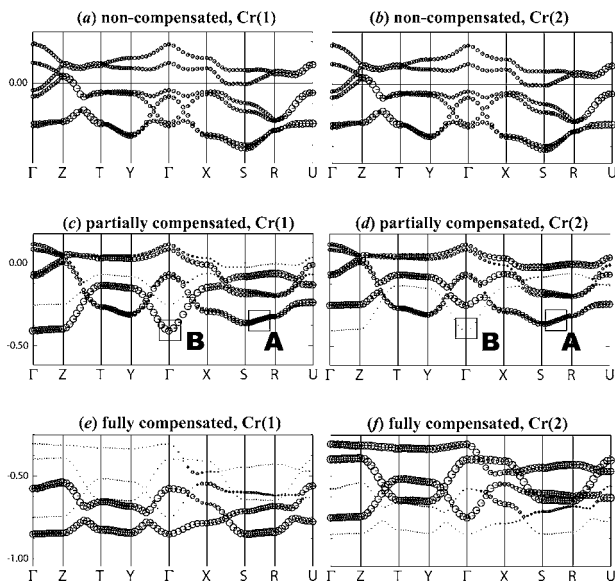 (a) non-compensated, Cr(1)
(b) non-compensated, Cr(2)
0.00
Γ Z T Y Γ X S R U
Γ Z T Y Γ X S R U
(c) partially compensated, Cr(1)
(d) partially compensated, Cr(2)
0.00
-0.50
B A
B A
Γ Z T Y Γ X S R U
Γ Z T Y Γ X S R U
(e) fully compensated, Cr(1)
(f) fully compensated, Cr(2)
-0.50
-1.00
Γ Z T Y Γ X S R U
Γ Z T Y Γ X S R U